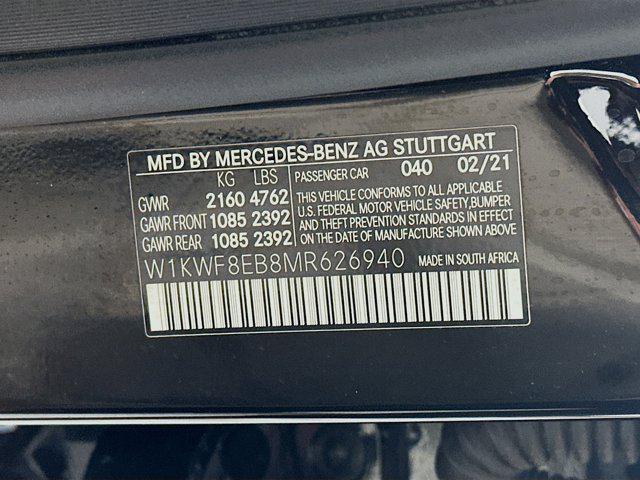 MFD BY MERCEDES-BENZ AG STUTTGART
KG LBS PASSENGER CAR 040 02/21
GVWR 2160 4762
GAWR FRONT 1085 2392
GAWR REAR 1085 2392
THIS VEHICLE CONFORMS TO ALL APPLICABLE
U.S. FEDERAL MOTOR VEHICLE SAFETY, BUMPER,
AND THEFT PREVENTION STANDARDS IN EFFECT
ON THE DATE OF MANUFACTURE SHOWN ABOVE.
W1KWF8EB8MR626940 MADE IN SOUTH AFRICA